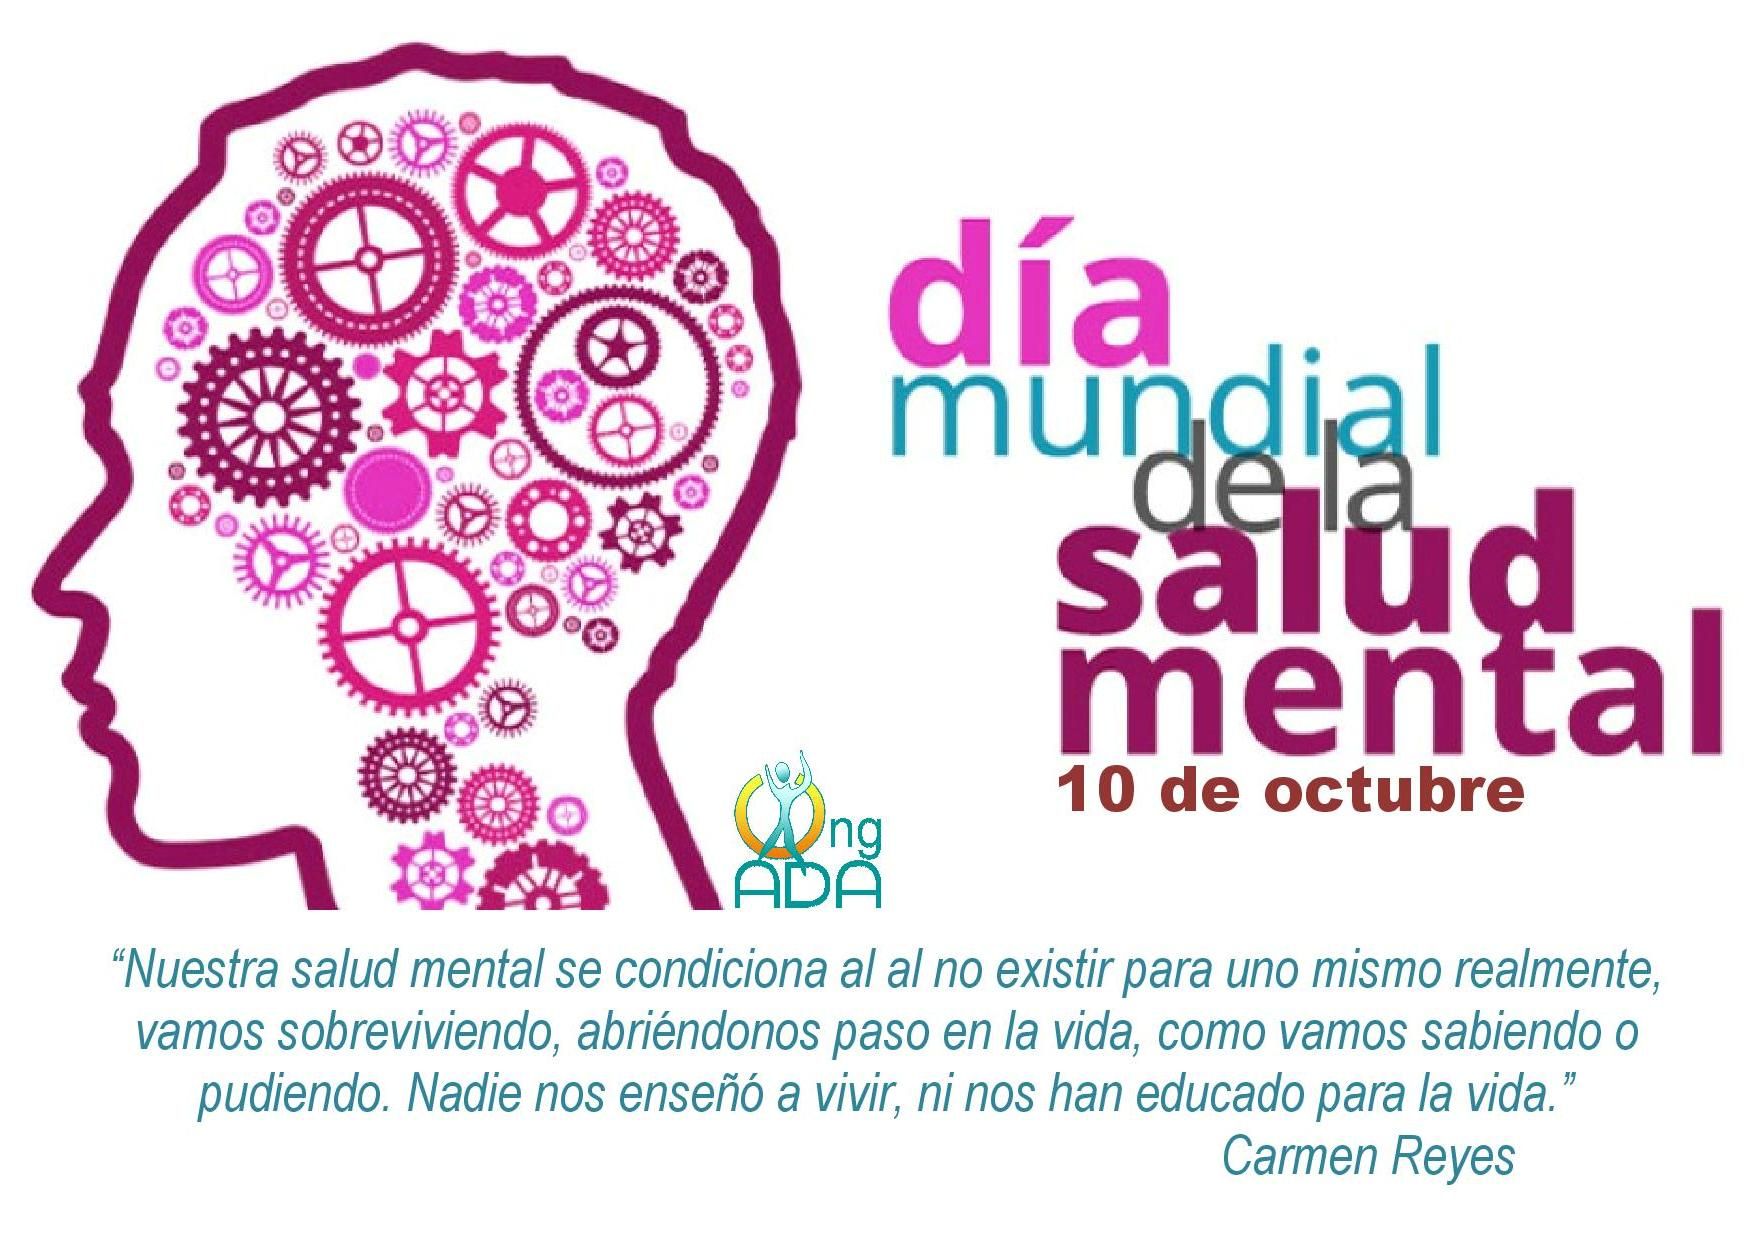 día
mundial
de la
salud
mental
10 de octubre
ong
ADA
“Nuestra salud mental se condiciona al al no existir para uno mismo realmente,
vamos sobreviviendo, abriéndonos paso en la vida, como vamos sabiendo o
pudiendo. Nadie nos enseñó a vivir, ni nos han educado para la vida.”
Carmen Reyes